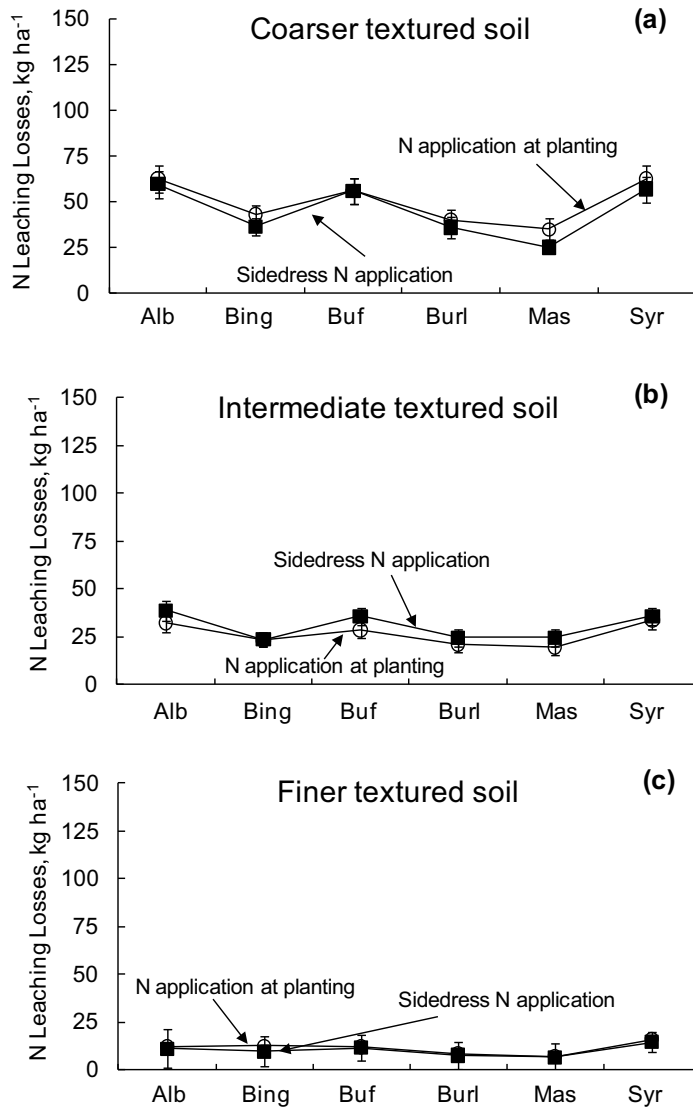 (a)
Coarser textured soil
N Leaching Losses, kg ha⁻¹
150
125
100
75
50
25
0
N application at planting
Sidedress N application
Alb Bing Buf Burl Mas Syr
(b)
Intermediate textured soil
N Leaching Losses, kg ha⁻¹
150
125
100
75
50
25
0
Sidedress N application
N application at planting
Alb Bing Buf Burl Mas Syr
(c)
Finer textured soil
N Leaching Losses, kg ha⁻¹
150
125
100
75
50
25
0
N application at planting
Sidedress N application
Alb Bing Buf Burl Mas Syr